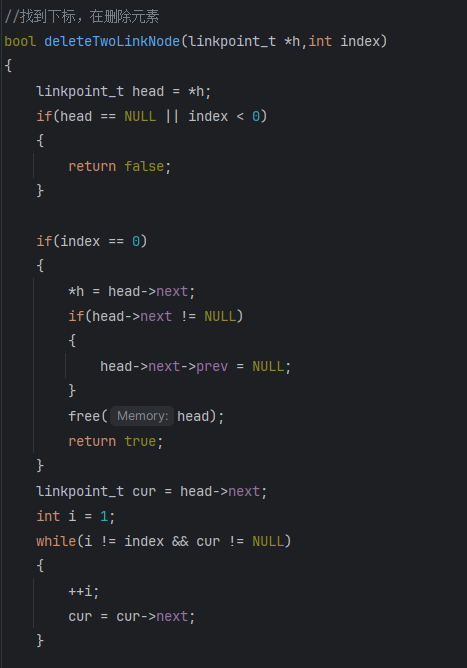 //找到下标，在删除元素
bool deleteTwoLinkNode(linkpoint_t *h,int index)
{
    linkpoint_t head = *h;
    if(head == NULL || index < 0)
    {
        return false;
    }

    if(index == 0)
    {
        *h = head->next;
        if(head->next != NULL)
        {
            head->next->prev = NULL;
        }
        free( Memory: head);
        return true;
    }
    linkpoint_t cur = head->next;
    int i = 1;
    while(i != index && cur != NULL)
    {
        ++i;
        cur = cur->next;
    }